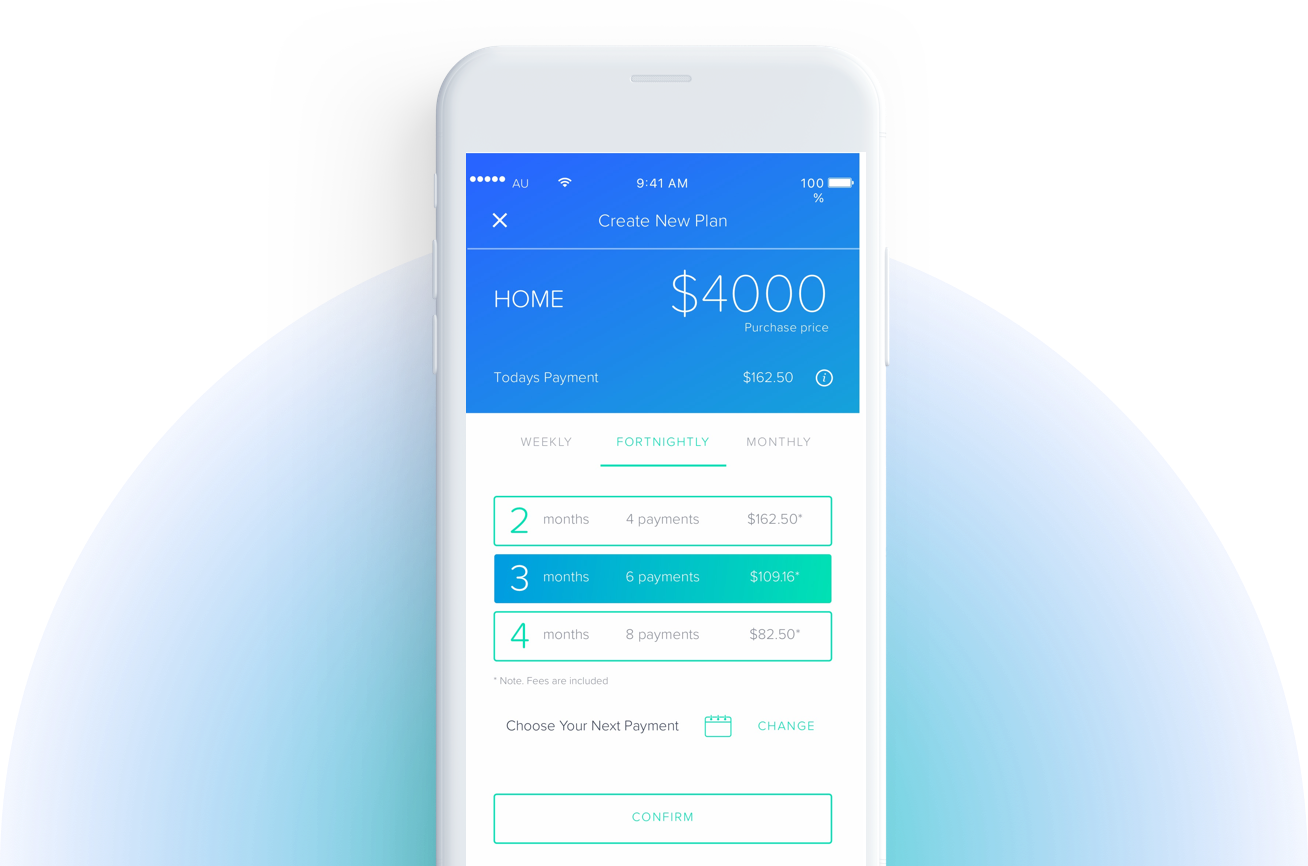 AU 9:41 AM 100
%
Create New Plan
HOME $4000
Purchase price
Todays Payment $162.50 i
WEEKLY FORTNIGHTLY MONTHLY
2 months 4 payments $162.50*
3 months 6 payments $109.16*
4 months 8 payments $82.50*
* Note. Fees are included
Choose Your Next Payment CHANGE
CONFIRM